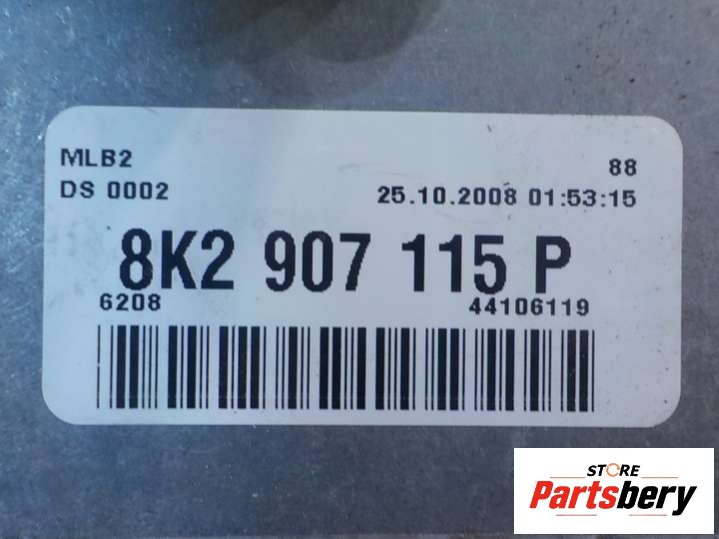 MLB2
88
DS 0002
25.10.2008 01:53:15
8K2 907 115 P
6208
44106119
STORE
Partsbery